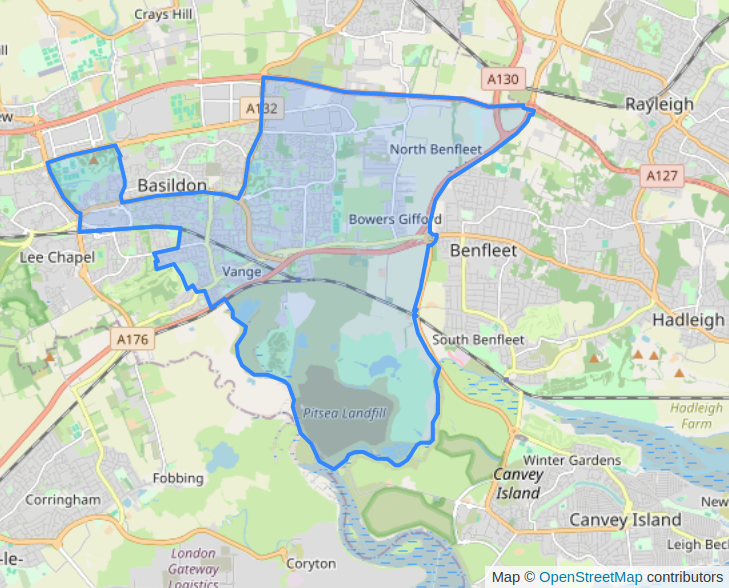 Crays Hill
ll
A130
Rayleigh
A132
ew
North Benfleet
A127
Basildon
Bowers Gifford
Lee Chapel
Benfleet
Vange
Hadleigh
A176
South Benfleet
Pitsea Landfill
Hadleigh
Farm
Winter Gardens
Fobbing
Canvey
Island
Corringham
New
Canvey Island
Leigh Bec
-le-
London
Gateway
Logistics
Coryton
Map © OpenStreetMap contributors